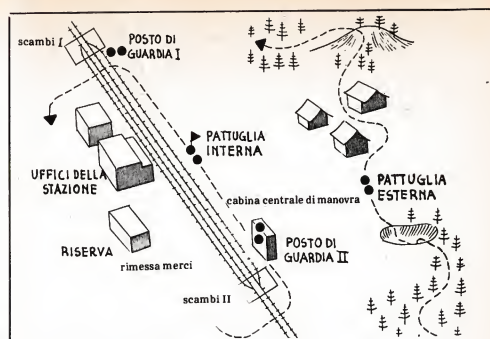 scambi I
POSTO DI
GUARDIA I
PATTUGLIA
INTERNA
UFFICI DELLA
STAZIONE
cabina centrale di manovra
PATTUGLIA
ESTERNA
RISERVA
rimessa merci
POSTO DI
GUARDIA II
scambi II